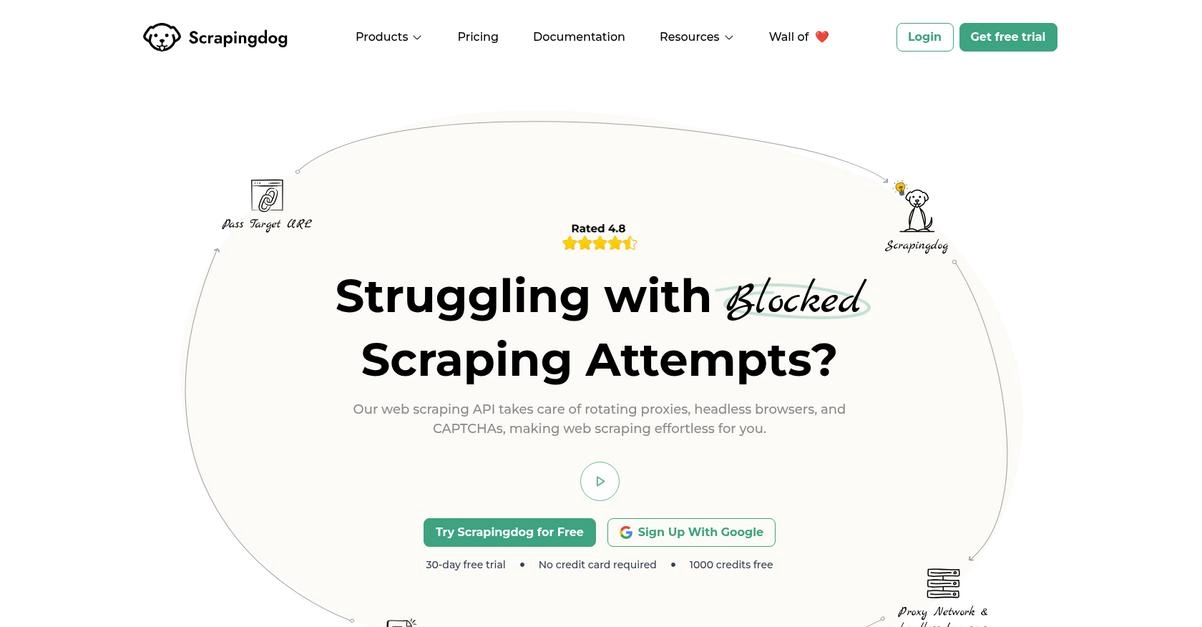 Scrapingdog
Products
Pricing
Documentation
Resources
Wall of ❤️
Login
Get free trial
Pass Target URL
Scrapingdog
Rated 4.8
Struggling with Blocked
Scraping Attempts?
Our web scraping API takes care of rotating proxies, headless browsers, and
CAPTCHAs, making web scraping effortless for you.
Try Scrapingdog for Free
Sign Up With Google
30-day free trial • No credit card required • 1000 credits free
Proxy Network &